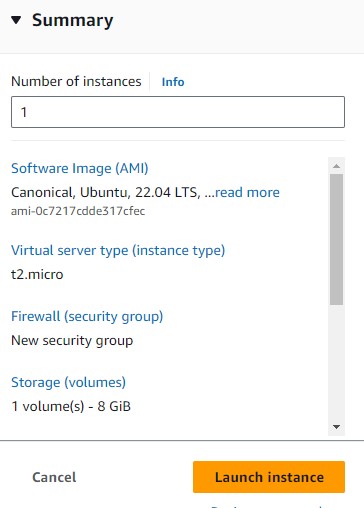 Summary
Number of instances Info
1
Software Image (AMI)
Canonical, Ubuntu, 22.04 LTS, ...read more
ami-0c7217cdde317cfec
Virtual server type (instance type)
t2.micro
Firewall (security group)
New security group
Storage (volumes)
1 volume(s) - 8 GiB
Cancel
Launch instance